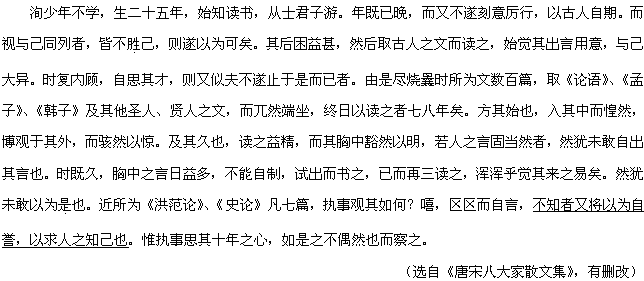 洵少年不学，生二十五年，始知读书，从士君子游。年既已晚，而又不遂刻意厉行，以古人自期。而
视与己同列者，皆不胜己，则遂以为可矣。其后困益甚，然后取古人之文而读之，始觉其出言用意，与己
大异。时复内顾，自思其才，则又似夫不遂止于是而已者。由是尽烧曩时所为文数百篇，取《论语》、《孟
子》、《韩子》及其他圣人、贤人之文，而兀然端坐，终日以读之者七八年矣。方其始也，入其中而惶然，
博观于其外，而骇然以惊。及其久也，读之益精，而其胸中豁然以明，若人之言固当然者，然犹未敢自出
其言也。时既久，胸中之言日益多，不能自制，试出而书之，已而再三读之，浑浑乎觉其来之易矣。然犹
未敢以为是也。近所为《洪范论》、《史论》凡七篇，执事观其如何？嘻，区区而自言，不知者又将以为自
誉，以求人之知己也。惟执事思其十年之心，如是之不偶然也而察之。
（选自《唐宋八大家散文集》，有删改）